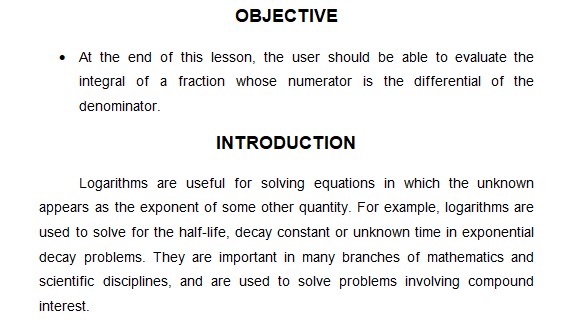 OBJECTIVE
• At the end of this lesson, the user should be able to evaluate the
integral of a fraction whose numerator is the differential of the
denominator.
INTRODUCTION
Logarithms are useful for solving equations in which the unknown
appears as the exponent of some other quantity. For example, logarithms are
used to solve for the half-life, decay constant or unknown time in exponential
decay problems. They are important in many branches of mathematics and
scientific disciplines, and are used to solve problems involving compound
interest.